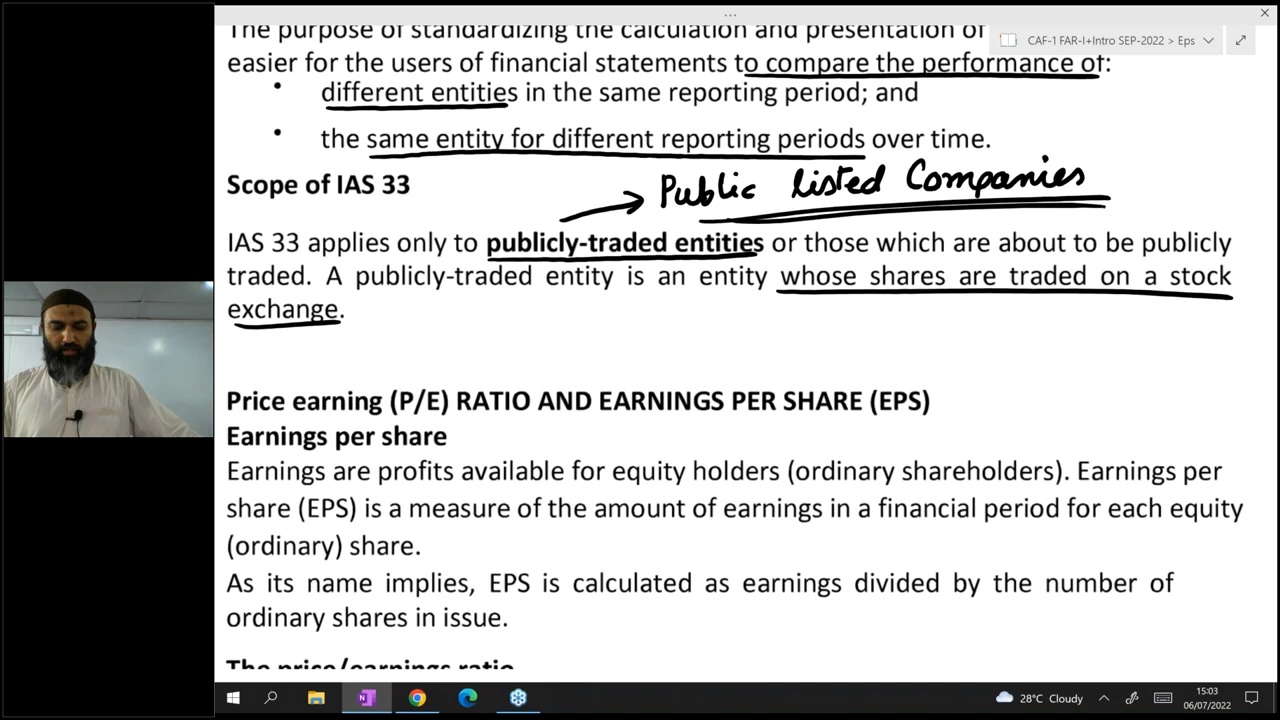 The purpose of standardizing the calculation and presentation of
CAF-1 FAR-I+Intro SEP-2022 > Eps
easier for the users of financial statements to compare the performance of:
• different entities in the same reporting period; and
• the same entity for different reporting periods over time.
Scope of IAS 33
Public listed Companies
IAS 33 applies only to publicly-traded entities or those which are about to be publicly
traded. A publicly-traded entity is an entity whose shares are traded on a stock
exchange.
Price earning (P/E) RATIO AND EARNINGS PER SHARE (EPS)
Earnings per share
Earnings are profits available for equity holders (ordinary shareholders). Earnings per
share (EPS) is a measure of the amount of earnings in a financial period for each equity
(ordinary) share.
As its name implies, EPS is calculated as earnings divided by the number of
ordinary shares in issue.
The price/earnings ratio
28°C Cloudy
15:03
06/07/2022